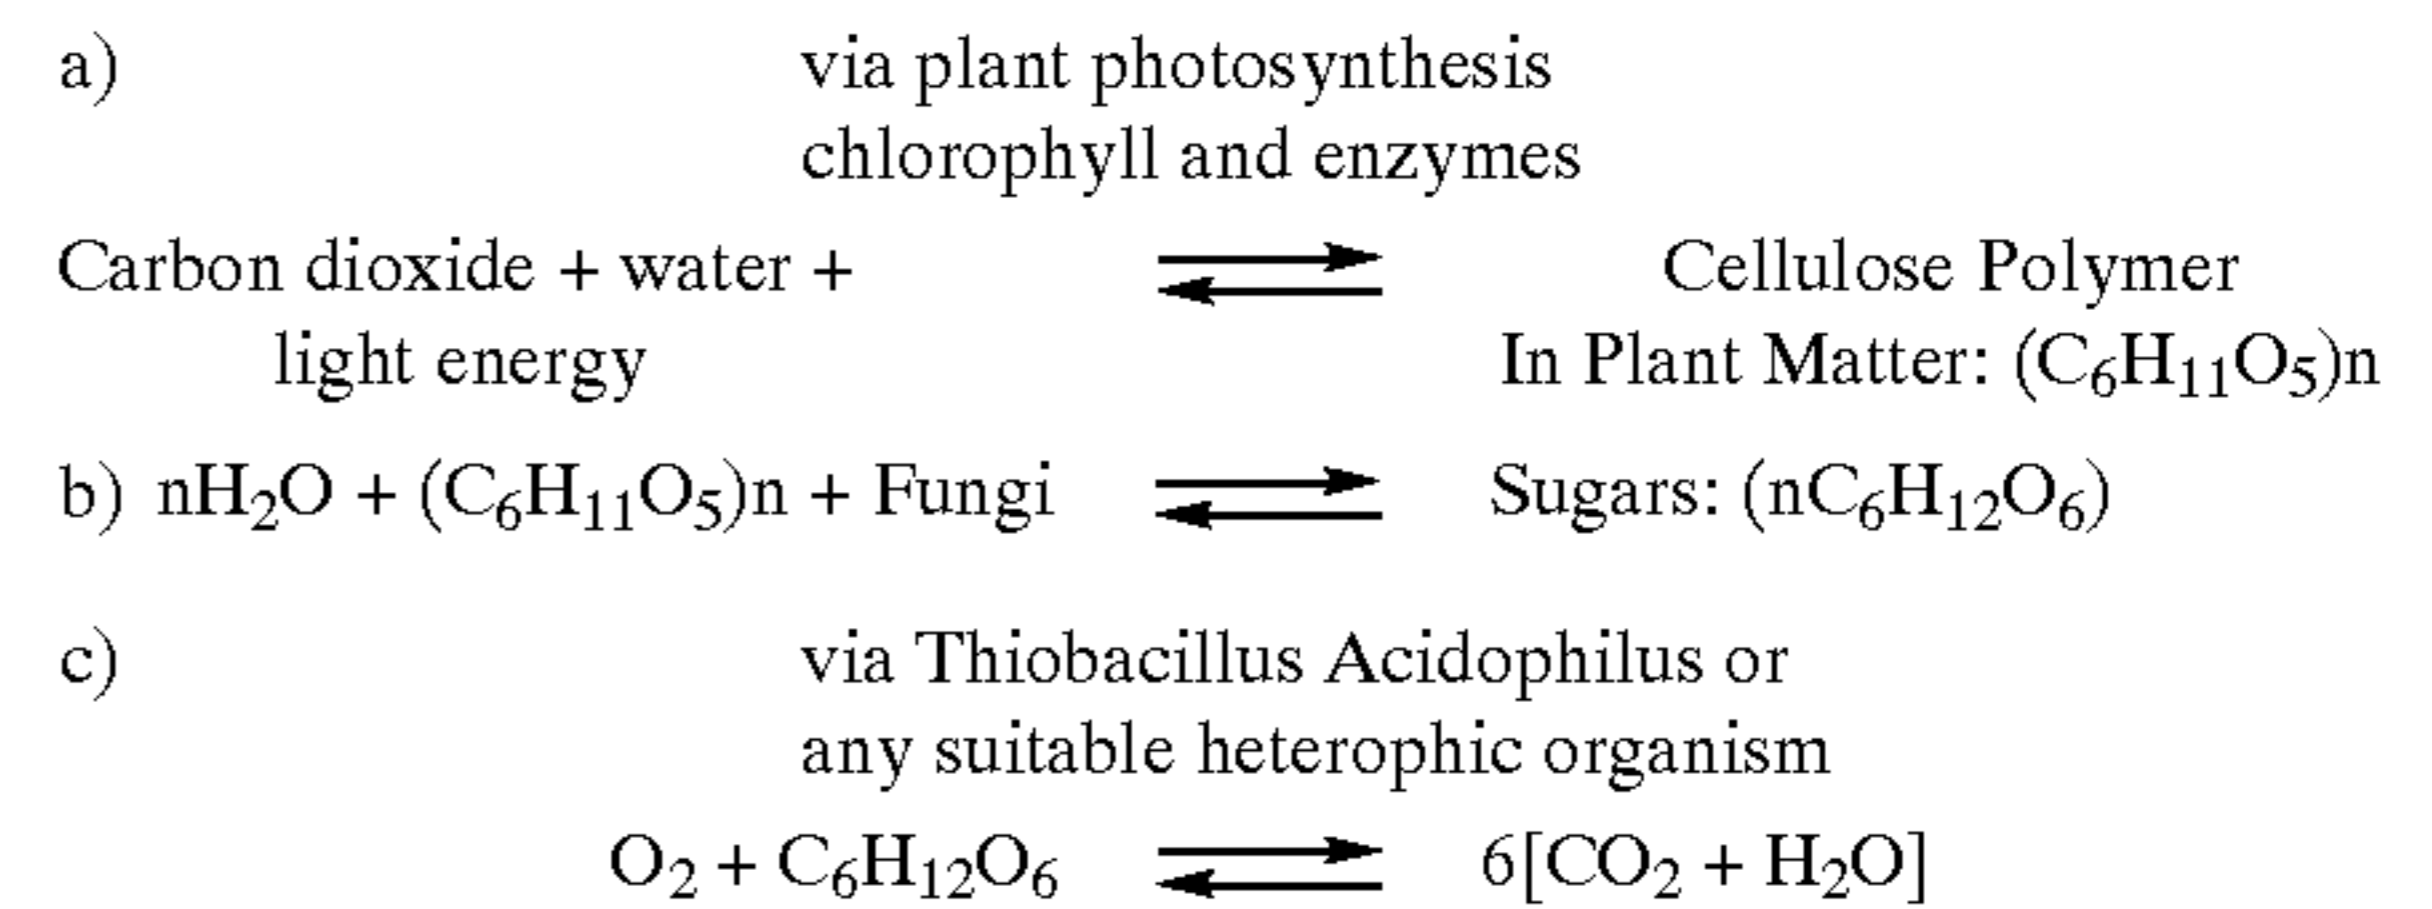 a) via plant photosynthesis
chlorophyll and enzymes
Carbon dioxide + water + ⇌ Cellulose Polymer
light energy In Plant Matter: (C₆H₁₁O₅)n
b) nH₂O + (C₆H₁₁O₅)n + Fungi ⇌ Sugars: (nC₆H₁₂O₆)
c) via Thiobacillus Acidophilus or
any suitable heterophic organism
O₂ + C₆H₁₂O₆ ⇌ 6[CO₂ + H₂O]